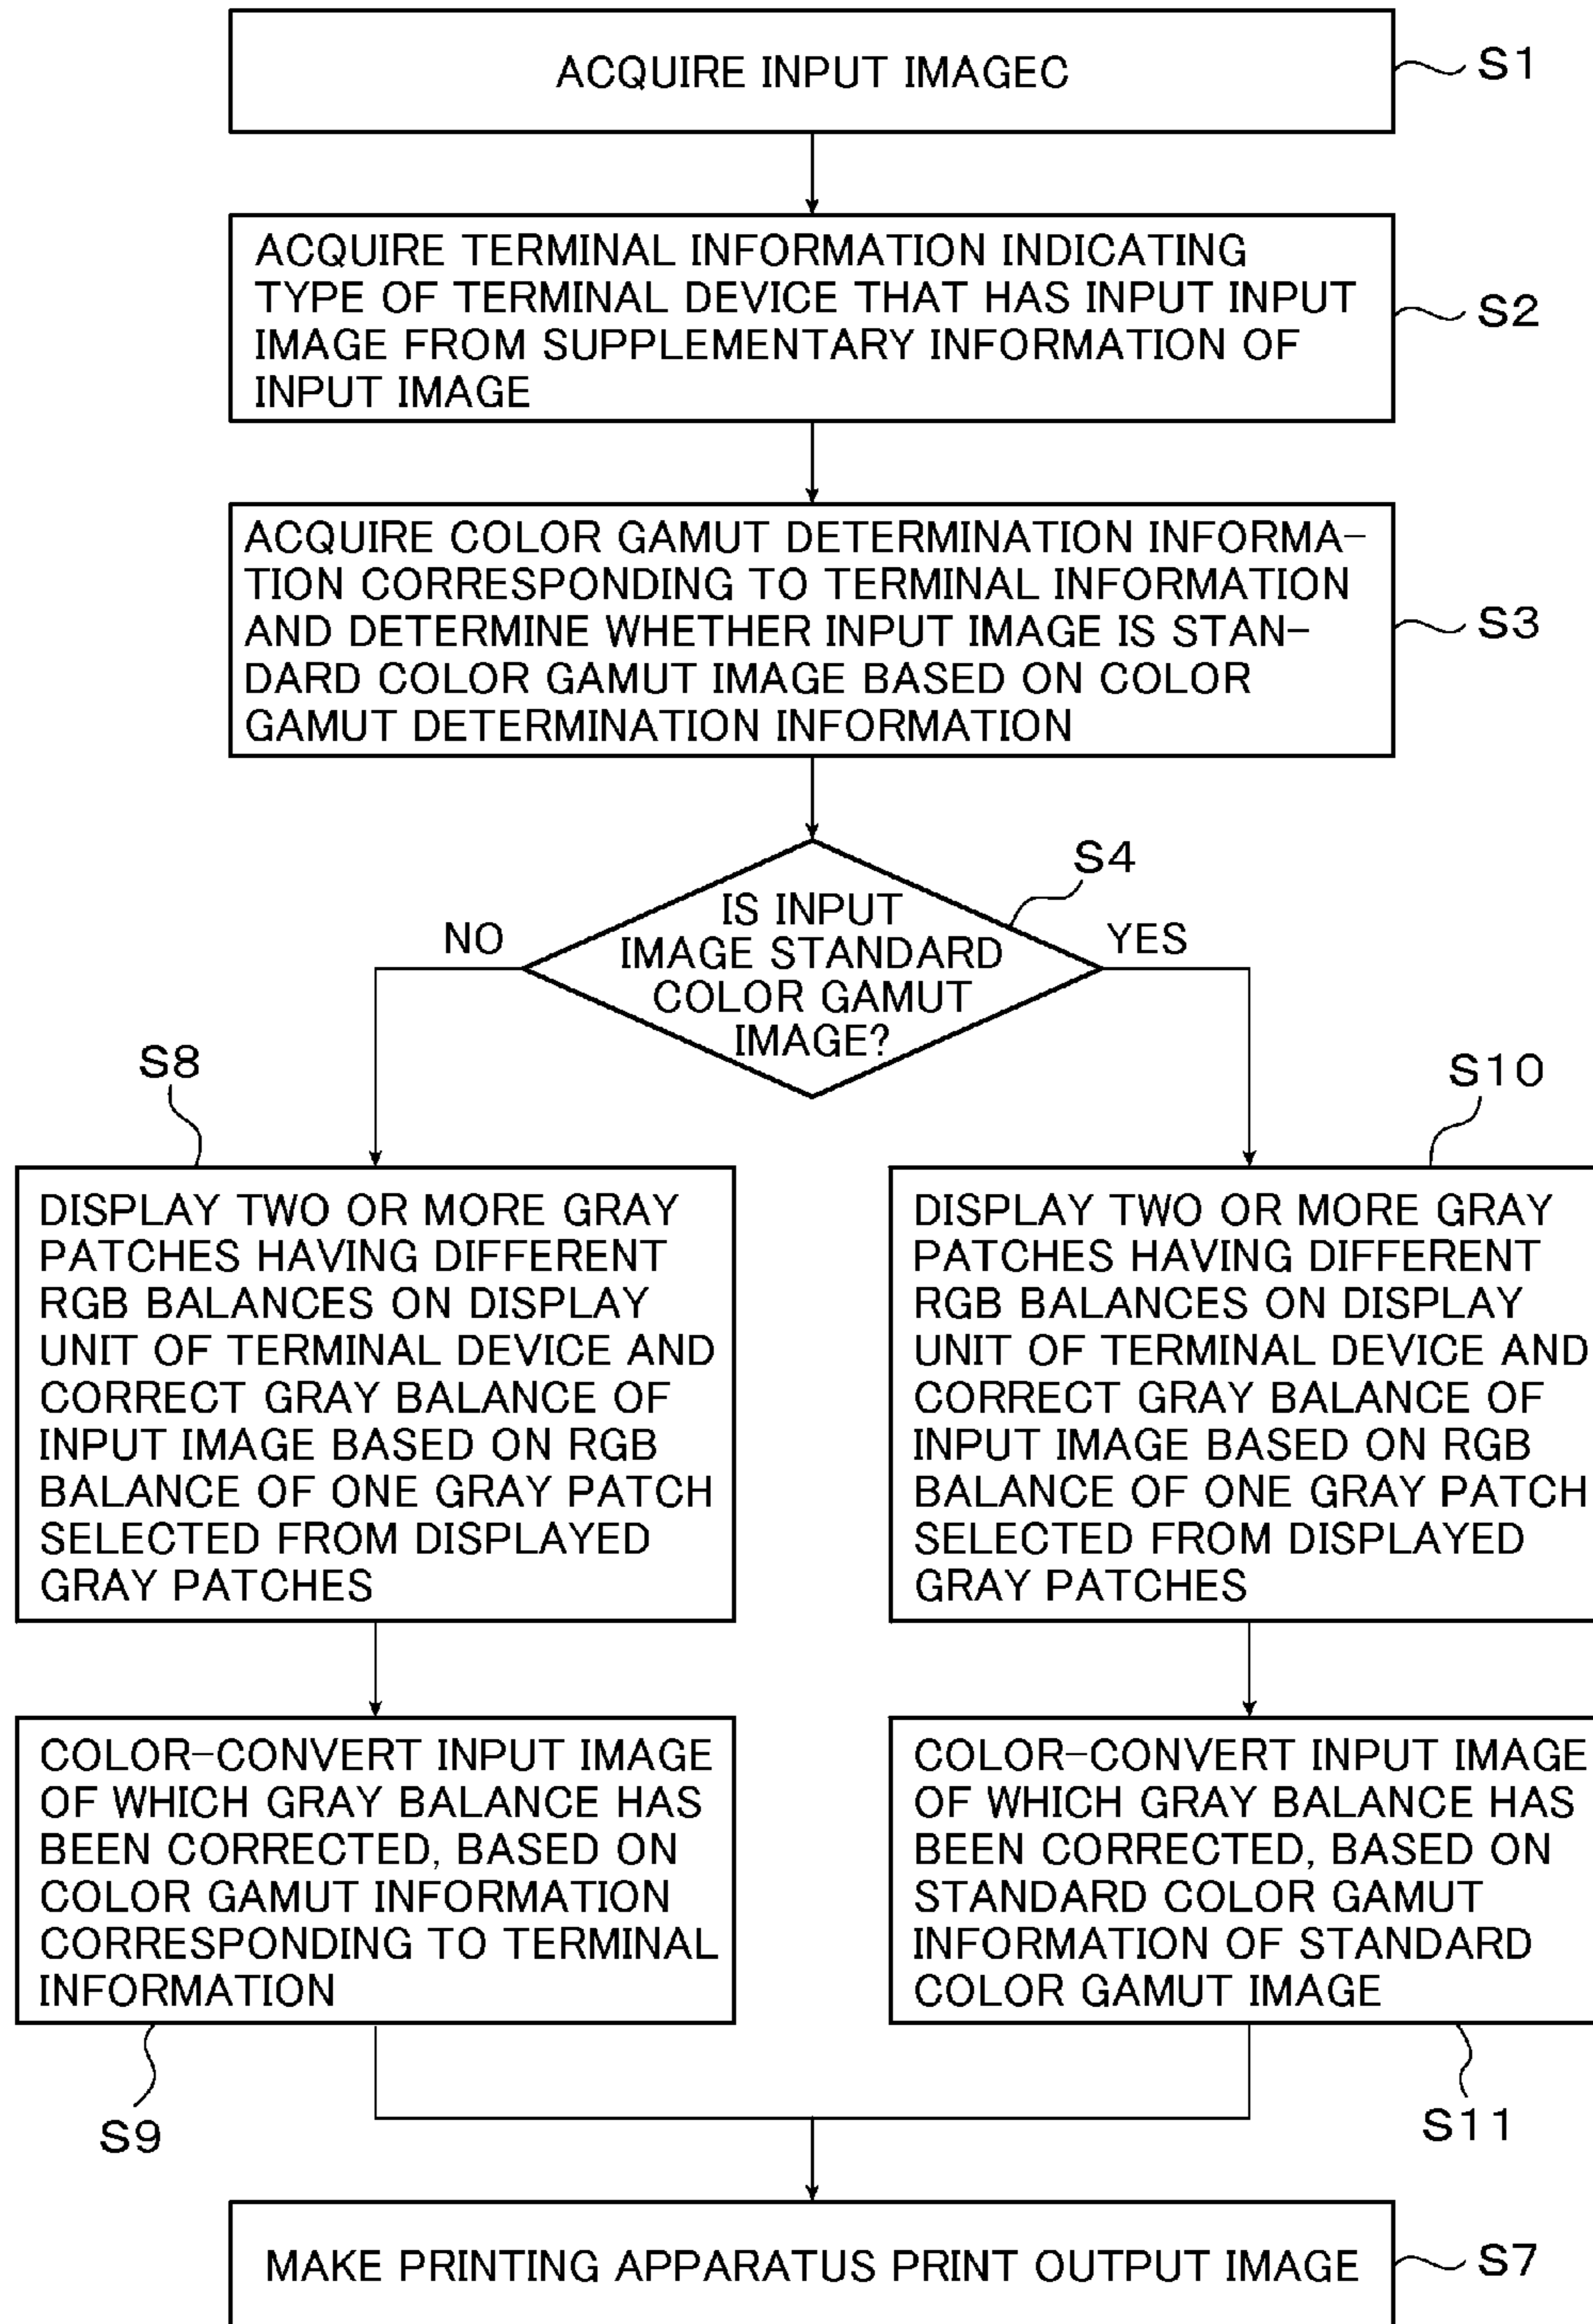 ACQUIRE INPUT IMAGEC
S1
ACQUIRE TERMINAL INFORMATION INDICATING
TYPE OF TERMINAL DEVICE THAT HAS INPUT INPUT
IMAGE FROM SUPPLEMENTARY INFORMATION OF
INPUT IMAGE
S2
ACQUIRE COLOR GAMUT DETERMINATION INFORMA-
TION CORRESPONDING TO TERMINAL INFORMATION
AND DETERMINE WHETHER INPUT IMAGE IS STAN-
DARD COLOR GAMUT IMAGE BASED ON COLOR
GAMUT DETERMINATION INFORMATION
S3
S4
IS INPUT
IMAGE STANDARD
COLOR GAMUT
IMAGE?
NO
YES
S8
DISPLAY TWO OR MORE GRAY
PATCHES HAVING DIFFERENT
RGB BALANCES ON DISPLAY
UNIT OF TERMINAL DEVICE AND
CORRECT GRAY BALANCE OF
INPUT IMAGE BASED ON RGB
BALANCE OF ONE GRAY PATCH
SELECTED FROM DISPLAYED
GRAY PATCHES
S10
DISPLAY TWO OR MORE GRAY
PATCHES HAVING DIFFERENT
RGB BALANCES ON DISPLAY
UNIT OF TERMINAL DEVICE AND
CORRECT GRAY BALANCE OF
INPUT IMAGE BASED ON RGB
BALANCE OF ONE GRAY PATCH
SELECTED FROM DISPLAYED
GRAY PATCHES
COLOR-CONVERT INPUT IMAGE
OF WHICH GRAY BALANCE HAS
BEEN CORRECTED, BASED ON
COLOR GAMUT INFORMATION
CORRESPONDING TO TERMINAL
INFORMATION
S9
COLOR-CONVERT INPUT IMAGE
OF WHICH GRAY BALANCE HAS
BEEN CORRECTED, BASED ON
STANDARD COLOR GAMUT
INFORMATION OF STANDARD
COLOR GAMUT IMAGE
S11
MAKE PRINTING APPARATUS PRINT OUTPUT IMAGE
S7